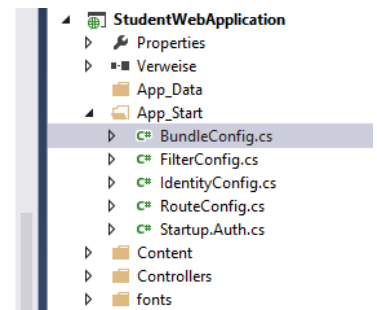 StudentWebApplication
Properties
Verweise
App_Data
App_Start
C# BundleConfig.cs
C# FilterConfig.cs
C# IdentityConfig.cs
C# RouteConfig.cs
C# Startup.Auth.cs
Content
Controllers
fonts